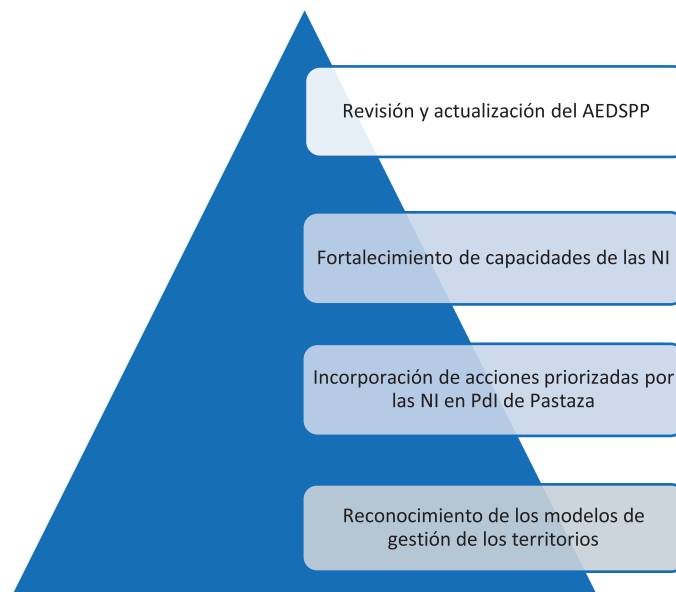 Revisión y actualización del AEDSPP
Fortalecimiento de capacidades de las NI
Incorporación de acciones priorizadas por
las NI en PdI de Pastaza
Reconocimiento de los modelos de
gestión de los territorios